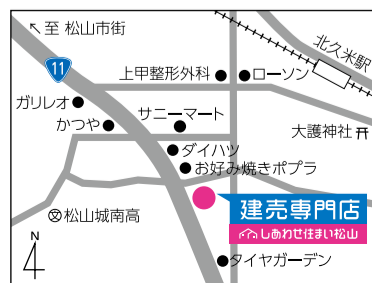 ↖至 松山市街
11
北久米駅
上甲整形外科
ローソン
ガリレオ
サニーマート
かつや
大護神社
ダイハツ
お好み焼きポプラ
建売専門店
しあわせ住まい松山
文松山城南高
N
4
タイヤガーデン